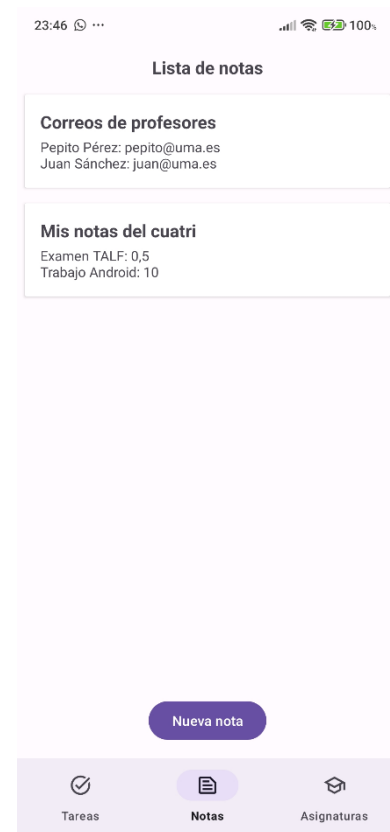 23:46 ... 100%
Lista de notas
Correos de profesores
Pepito Pérez: pepito@uma.es
Juan Sánchez: juan@uma.es
Mis notas del cuatri
Examen TALF: 0,5
Trabajo Android: 10
Nueva nota
Tareas Notas Asignaturas